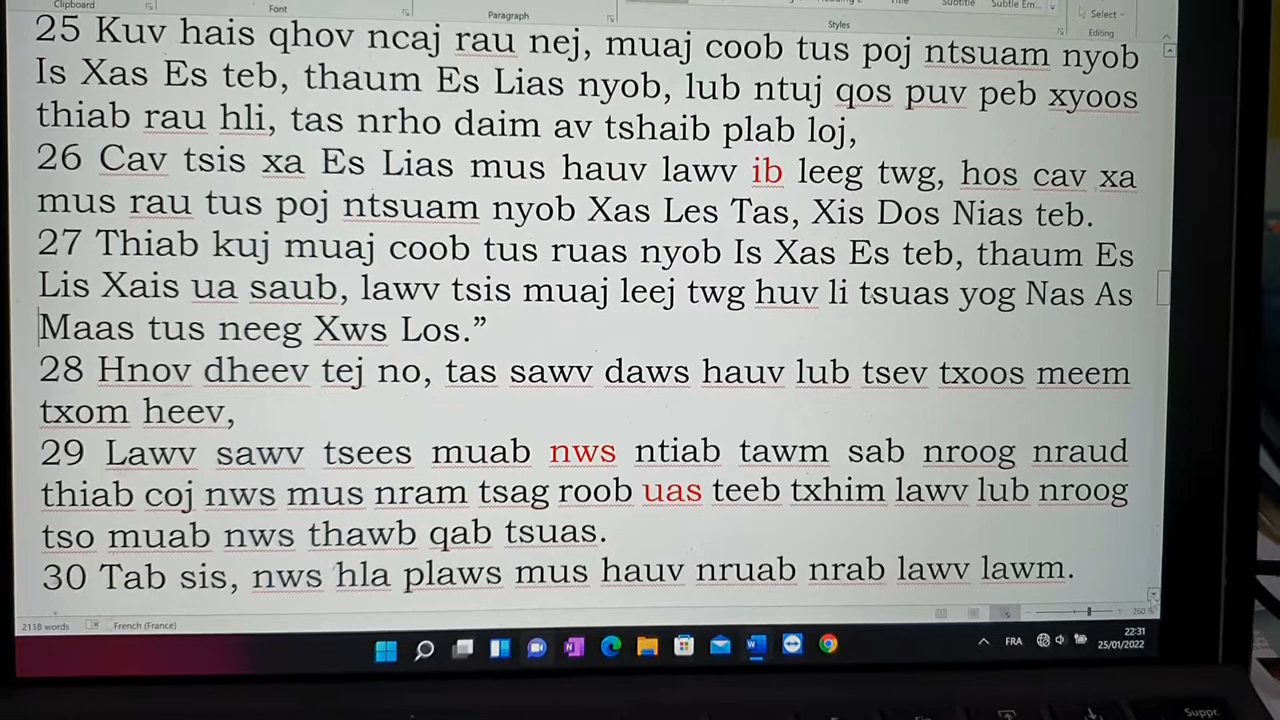 Clipboard
Font
Paragraph
Styles
Select
Editing
25 Kuv hais qhov ncaj rau nej, muaj coob tus poj ntsuam nyob
Is Xas Es teb, thaum Es Lias nyob, lub ntuj qos puv peb xyoos
thiab rau hli, tas nrho daim av tshaib plab loj,
26 Cav tsis xa Es Lias mus hauv lawv ib leeg twg, hos cav xa
mus rau tus poj ntsuam nyob Xas Les Tas, Xis Dos Nias teb.
27 Thiab kuj muaj coob tus ruas nyob Is Xas Es teb, thaum Es
Lis Xais ua saub, lawv tsis muaj leej twg huv li tsuas yog Nas As
Maas tus neeg Xws Los.”
28 Hnov dheev tej no, tas sawv daws hauv lub tsev txoos meem
txom heev,
29 Lawv sawv tsees muab nws ntiab tawm sab nroog nraud
thiab coj nws mus nram tsag roob uas teeb txhim lawv lub nroog
tso muab nws thawb qab tsuas.
30 Tab sis, nws hla plaws mus hauv nruab nrab lawv lawm.
2118 words French (France) 260
FRA 22:31
25/01/2022
Suppr